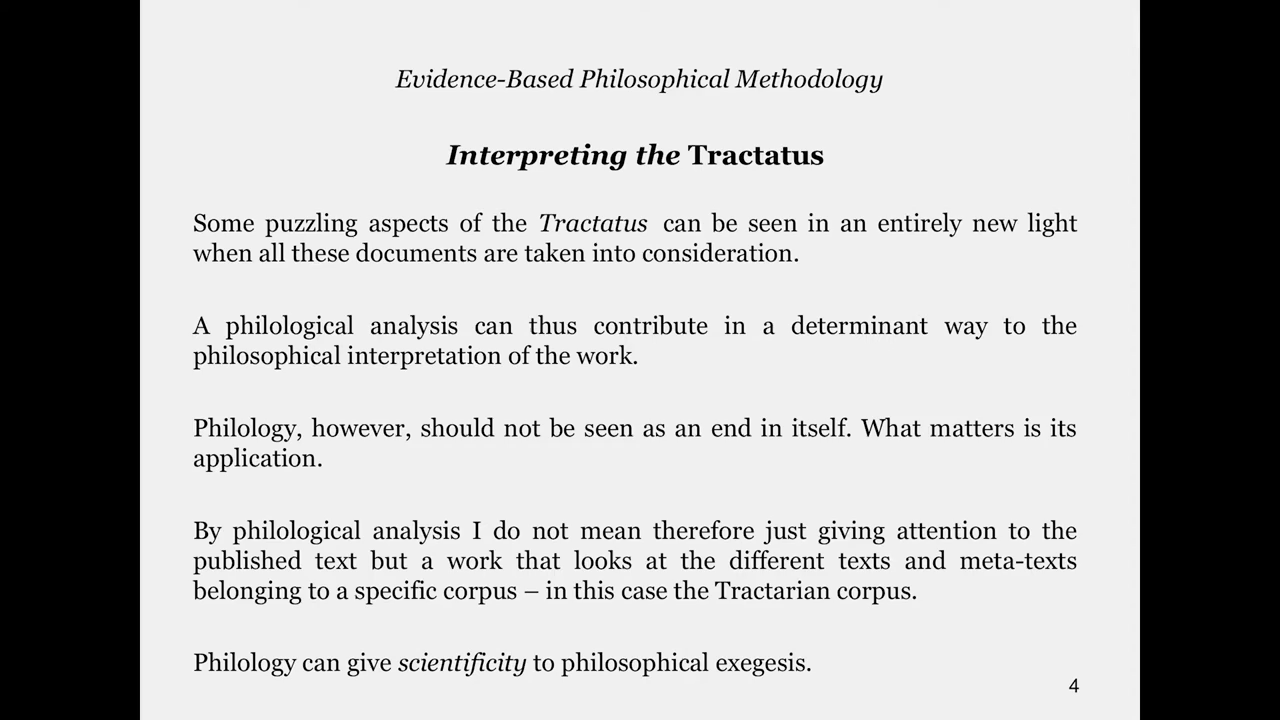 Evidence-Based Philosophical Methodology
Interpreting the Tractatus
Some puzzling aspects of the Tractatus can be seen in an entirely new light
when all these documents are taken into consideration.
A philological analysis can thus contribute in a determinant way to the
philosophical interpretation of the work.
Philology, however, should not be seen as an end in itself. What matters is its
application.
By philological analysis I do not mean therefore just giving attention to the
published text but a work that looks at the different texts and meta-texts
belonging to a specific corpus – in this case the Tractarian corpus.
Philology can give scientificity to philosophical exegesis.
4